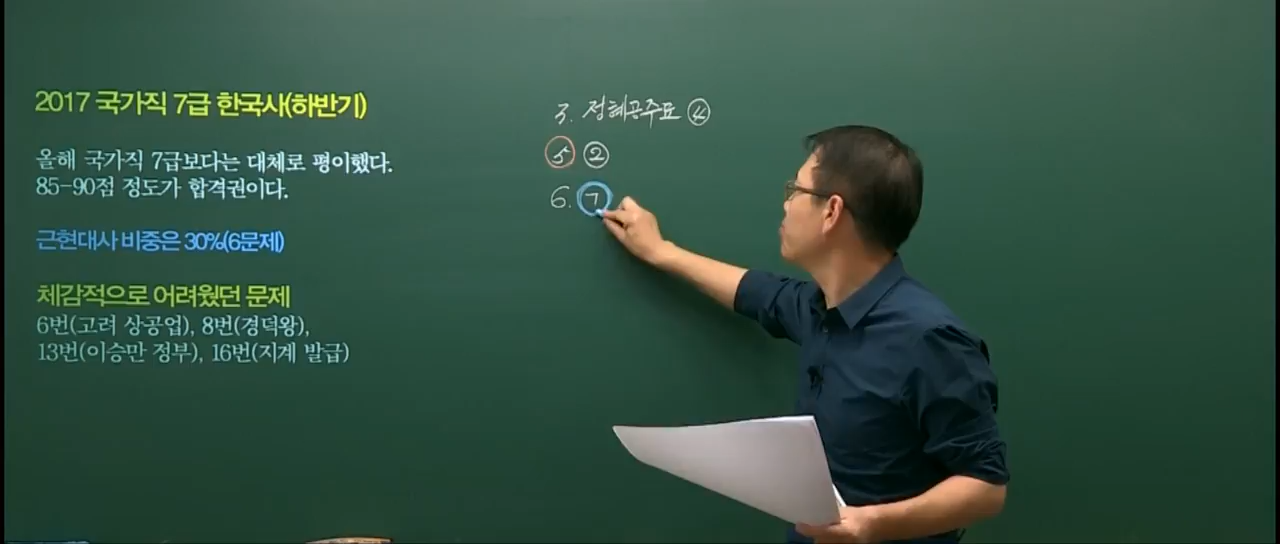 2017 국가직 7급 한국사(하반기)
올해 국가직 7급보다는 대체로 평이했다.
85-90점 정도가 합격권이다.
근현대사 비중은 30%(6문제)
체감적으로 어려웠던 문제
6번(고려 상공업), 8번(경덕왕),
13번(이승만 정부), 16번(지계 발급)
3. 정혜공주묘 ④
⑤ ②
6. ㄱ